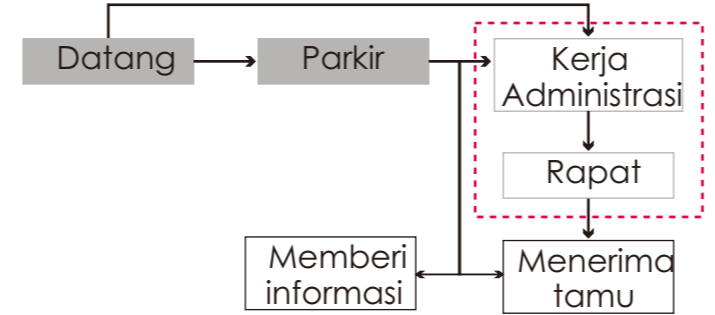 Datang
Parkir
Kerja
Administrasi
Rapat
Memberi
informasi
Menerima
tamu